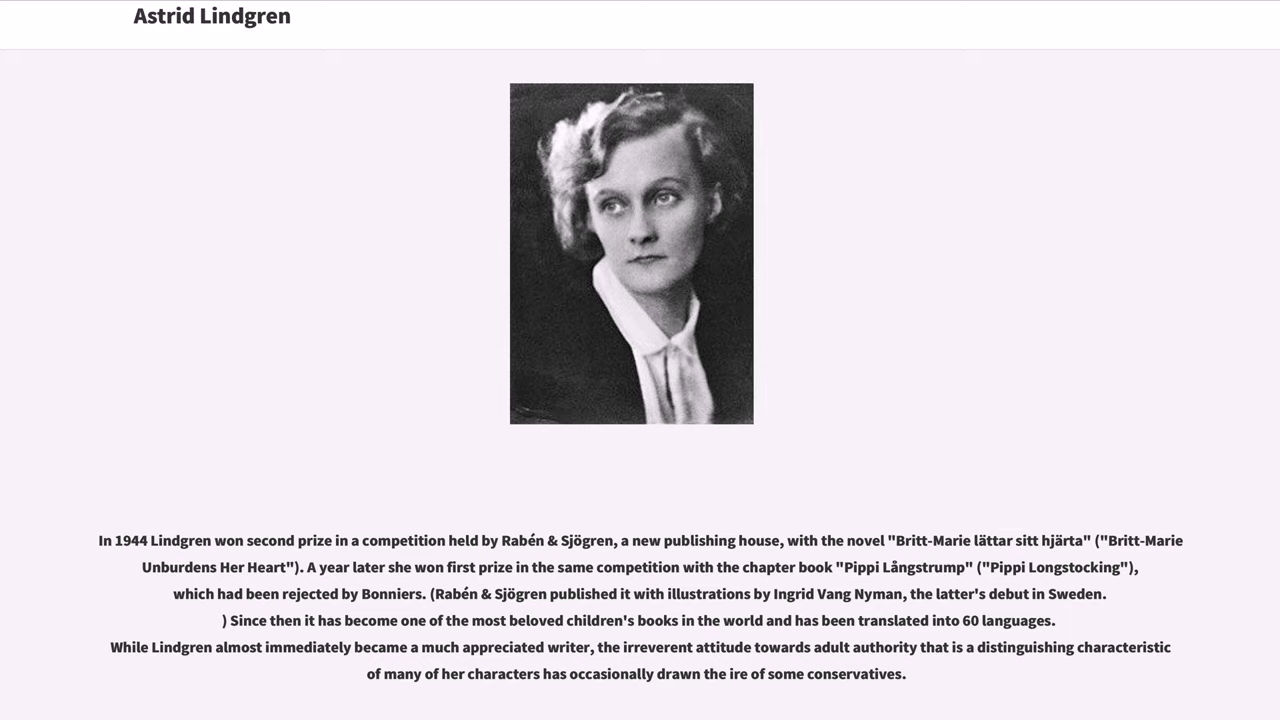 Astrid Lindgren
In 1944 Lindgren won second prize in a competition held by Rabén & Sjögren, a new publishing house, with the novel "Britt-Marie lättar sitt hjärta" ("Britt-Marie
Unburdens Her Heart"). A year later she won first prize in the same competition with the chapter book "Pippi Långstrump" ("Pippi Longstocking"),
which had been rejected by Bonniers. (Rabén & Sjögren published it with illustrations by Ingrid Vang Nyman, the latter's debut in Sweden.
) Since then it has become one of the most beloved children's books in the world and has been translated into 60 languages.
While Lindgren almost immediately became a much appreciated writer, the irreverent attitude towards adult authority that is a distinguishing characteristic
of many of her characters has occasionally drawn the ire of some conservatives.